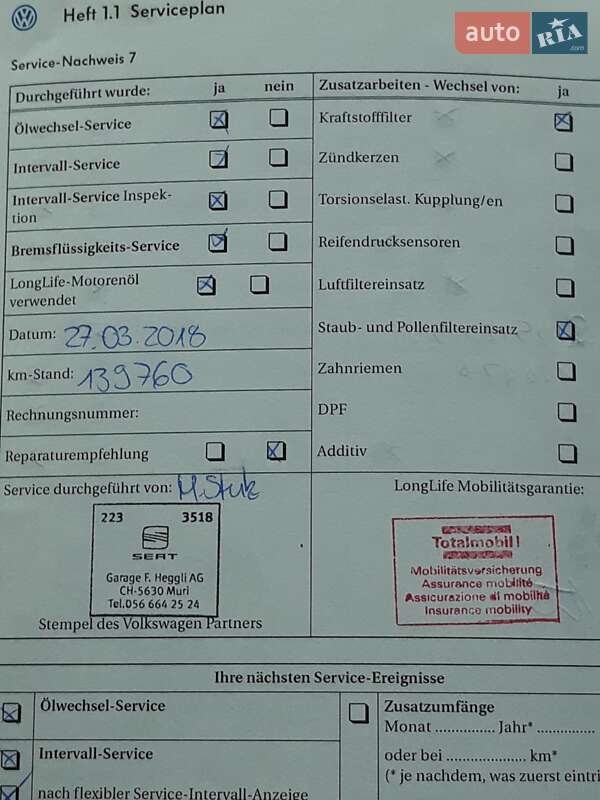 Heft 1.1 Serviceplan
auto RIA .com
Service-Nachweis 7
Durchgeführt wurde: ja nein
Ölwechsel-Service
Intervall-Service
Intervall-Service Inspek-
tion
Bremsflüssigkeits-Service
LongLife-Motorenöl
verwendet
Datum: 27.03.2018
km-Stand: 139760
Rechnungsnummer:
Reparaturempfehlung
Zusatzarbeiten - Wechsel von: ja
Kraftstofffilter
Zündkerzen
Torsionselast. Kupplung/en
Reifendrucksensoren
Luftfiltereinsatz
Staub- und Pollenfiltereinsatz
Zahnriemen
DPF
Additiv
Service durchgeführt von:
223 3518
SEAT
Garage F. Heggli AG
CH-5630 Muri
Tel.056 664 25 24
Stempel des Volkswagen Partners
LongLife Mobilitätsgarantie:
Totalmobil!
Mobilitätsversicherung
Assurance mobilité
Assicurazione di mobilità
Insurance mobility
Ihre nächsten Service-Ereignisse
Ölwechsel-Service
Intervall-Service
nach flexibler Service-Intervall-Anzeige
Zusatzumfänge
Monat ............... Jahr* ...............
oder bei .................... km*
(* je nachdem, was zuerst eintri